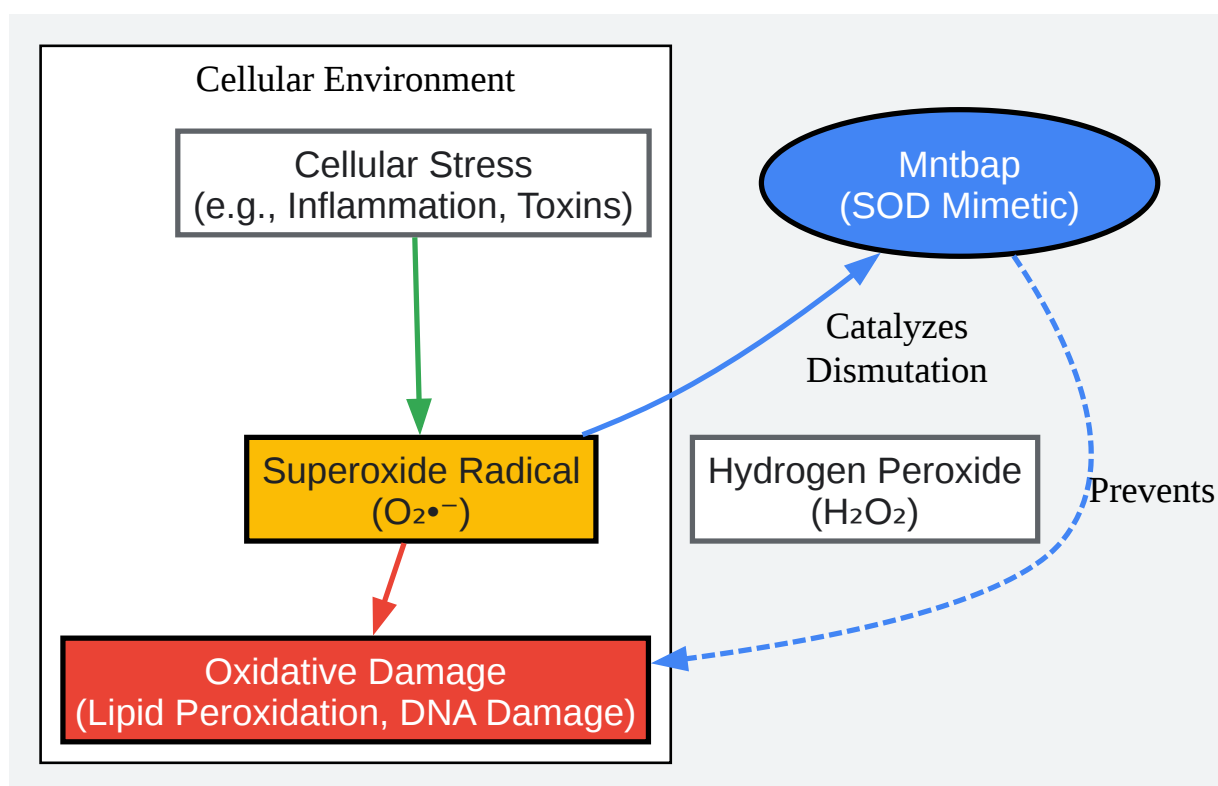 Cellular Environment
Cellular Stress
(e.g., Inflammation, Toxins)
Mntbap
(SOD Mimetic)
Catalyzes
Dismutation
Superoxide Radical
(O₂•⁻)
Hydrogen Peroxide
(H₂O₂)
Prevents
Oxidative Damage
(Lipid Peroxidation, DNA Damage)